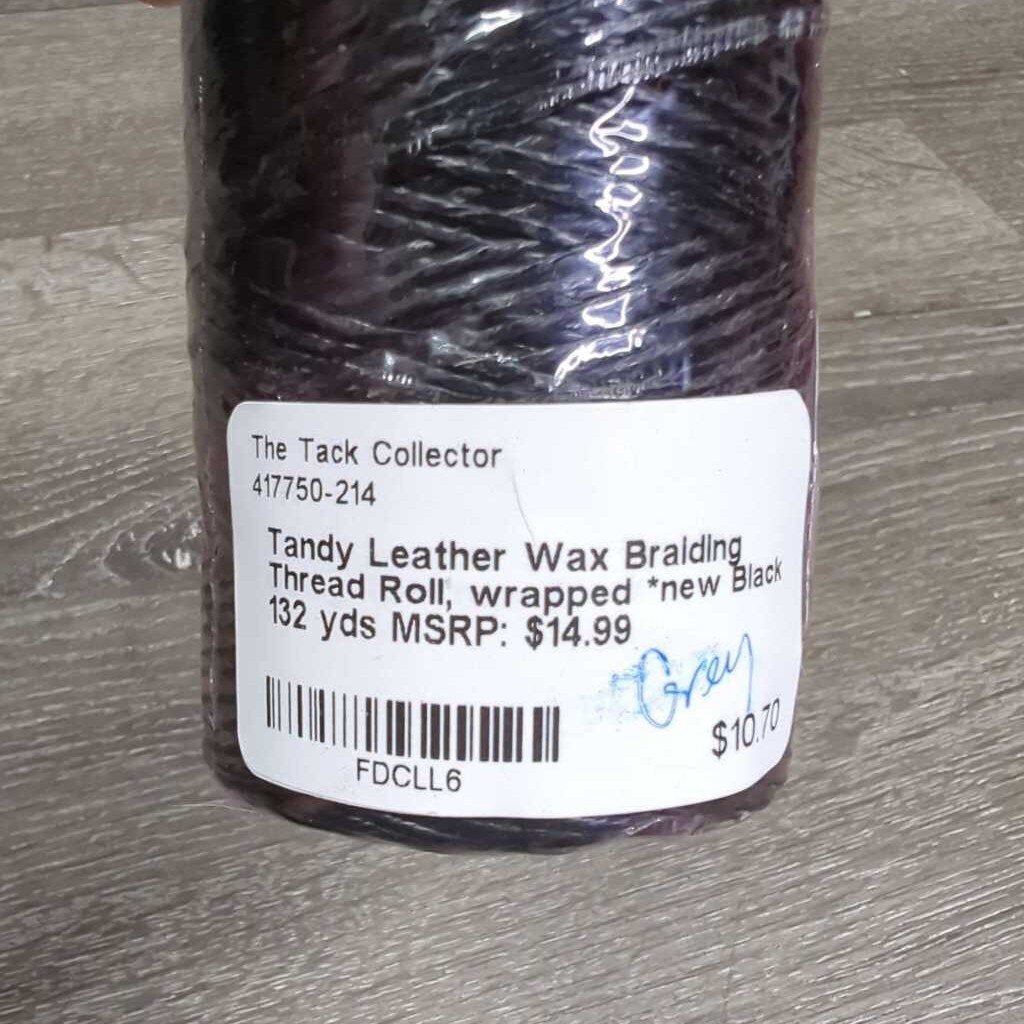 The Tack Collector
417750-214
Tandy Leather Wax Braiding
Thread Roll, wrapped *new Black
132 yds MSRP: $14.99
Grey
$10.70
FDCLL6